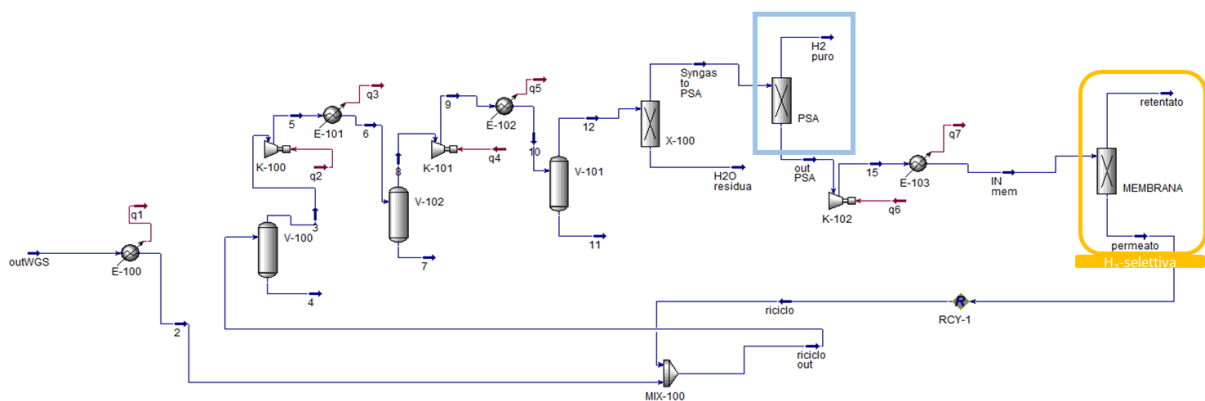 outWGS
q1
E-100
2
V-100
3
4
K-100
5
q2
E-101
q3
6
V-102
7
8
K-101
9
q4
E-102
q5
10
V-101
11
12
X-100
H2O
residua
Syngas
to
PSA
H2
puro
PSA
out
PSA
K-102
15
q6
E-103
q7
IN
mem
retentato
MEMBRANA
permeato
H₂-selettiva
R
RCY-1
riciclo
riciclo
out
MIX-100